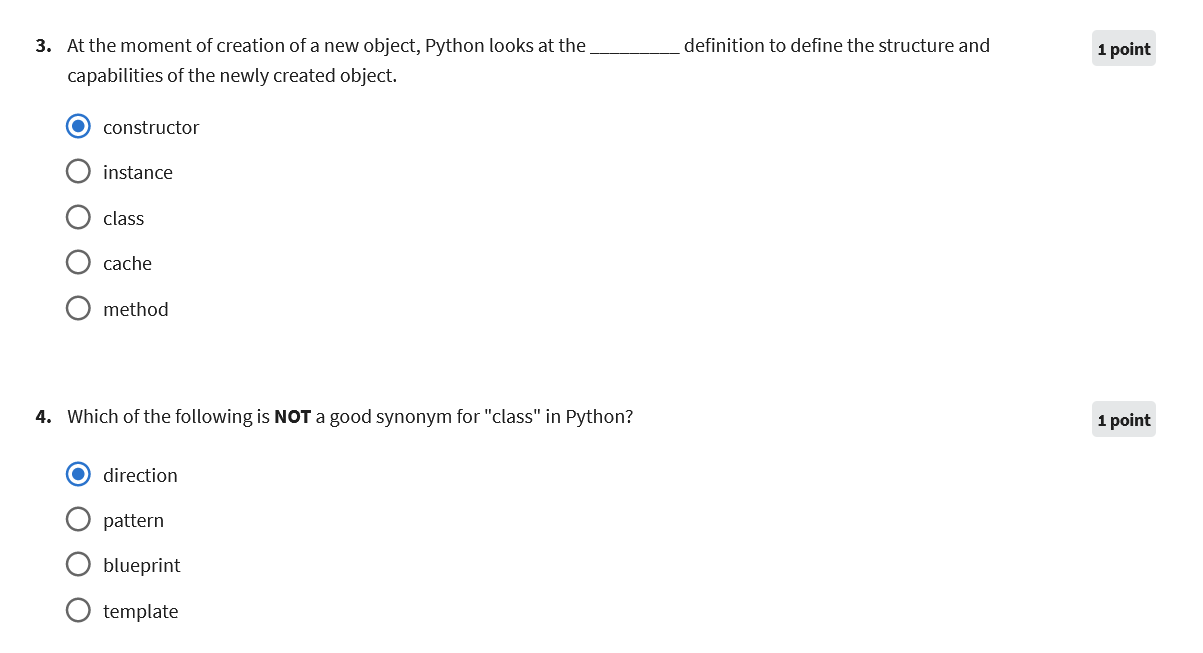 3. At the moment of creation of a new object, Python looks at the _________ definition to define the structure and
1 point
capabilities of the newly created object.
constructor
instance
class
cache
method
4. Which of the following is NOT a good synonym for "class" in Python?
1 point
direction
pattern
blueprint
template